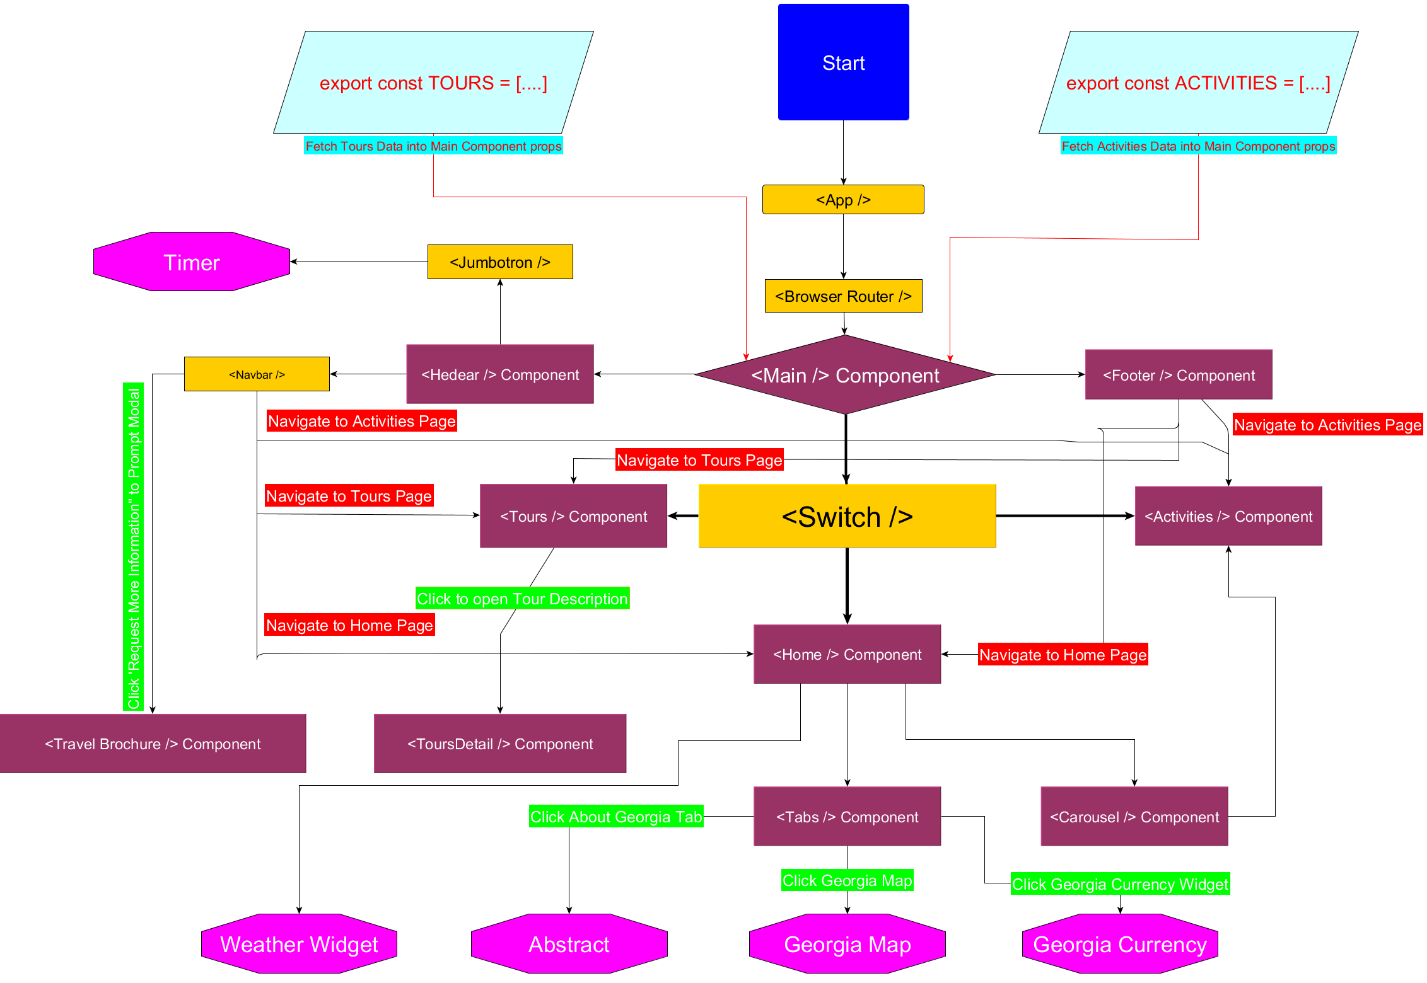 Start
export const TOURS = [....]
export const ACTIVITIES = [....]
Fetch Tours Data into Main Component props
Fetch Activities Data into Main Component props
<App />
Timer
<Jumbotron />
<Browser Router />
<Navbar />
<Hedear /> Component
<Main /> Component
<Footer /> Component
Navigate to Activities Page
Navigate to Activities Page
Navigate to Tours Page
Navigate to Tours Page
Click "Request More Information" to Prompt Modal
<Tours /> Component
<Switch />
<Activities /> Component
Click to open Tour Description
Navigate to Home Page
<Home /> Component
Navigate to Home Page
<Travel Brochure /> Component
<ToursDetail /> Component
Click About Georgia Tab
<Tabs /> Component
<Carousel /> Component
Click Georgia Map
Click Georgia Currency Widget
Weather Widget
Abstract
Georgia Map
Georgia Currency